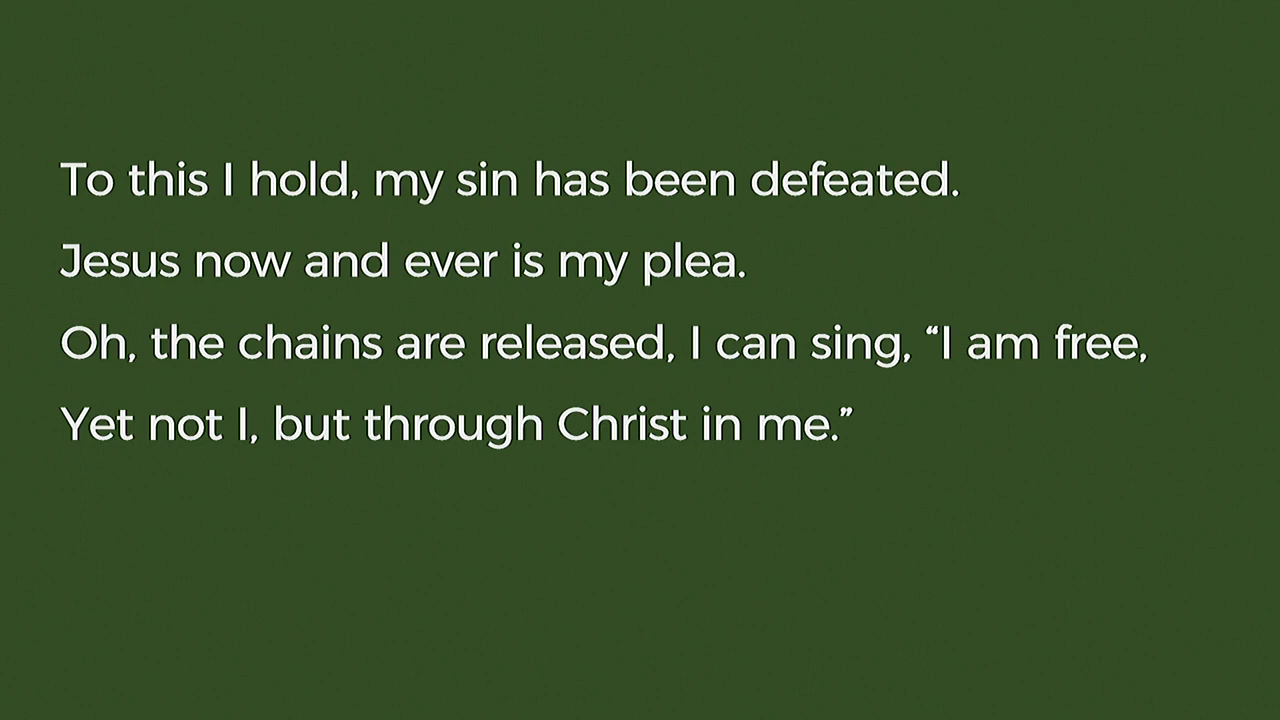 To this I hold, my sin has been defeated.
Jesus now and ever is my plea.
Oh, the chains are released, I can sing, “I am free,
Yet not I, but through Christ in me.”